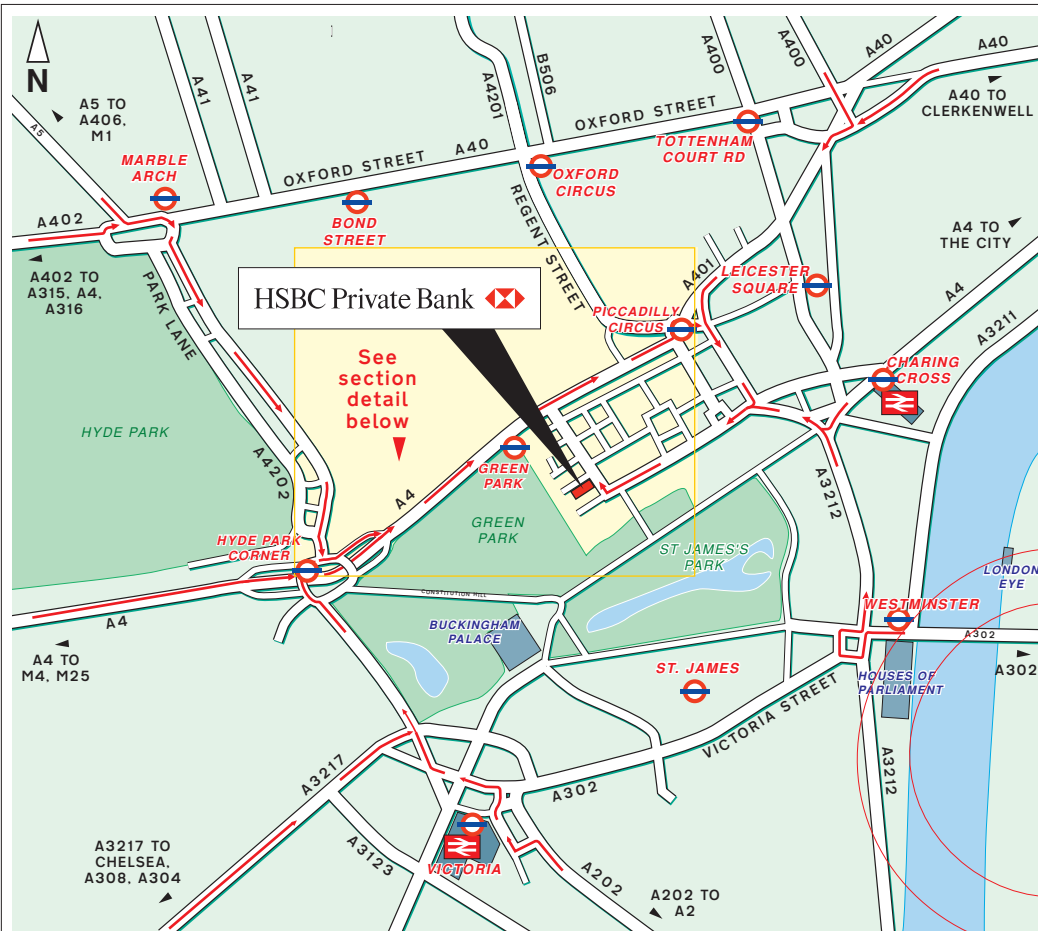 N
A5 TO
A406,
M1
A5
A41
A41
A4201
B506
A400
A400
A40
A40
A40 TO
CLERKENWELL
MARBLE
ARCH
OXFORD STREET
A40
OXFORD STREET
TOTTENHAM
COURT RD
OXFORD
CIRCUS
BOND
STREET
A402
A402 TO
A315, A4,
A316
PARK LANE
REGENT STREET
A401
LEICESTER
SQUARE
A4 TO
THE CITY
A4
A3211
HSBC Private Bank
PICCADILLY
CIRCUS
See
section
detail
below
CHARING
CROSS
HYDE PARK
A4202
A4
GREEN
PARK
GREEN
PARK
A3212
HYDE PARK
CORNER
ST JAMES'S
PARK
LONDON
EYE
CONSTITUTION HILL
WESTMINSTER
A4
BUCKINGHAM
PALACE
A302
A4 TO
M4, M25
ST. JAMES
HOUSES OF
PARLIAMENT
A302
VICTORIA STREET
A3217
A302
A3212
A3217 TO
CHELSEA,
A308, A304
A3123
VICTORIA
A202
A202 TO
A2